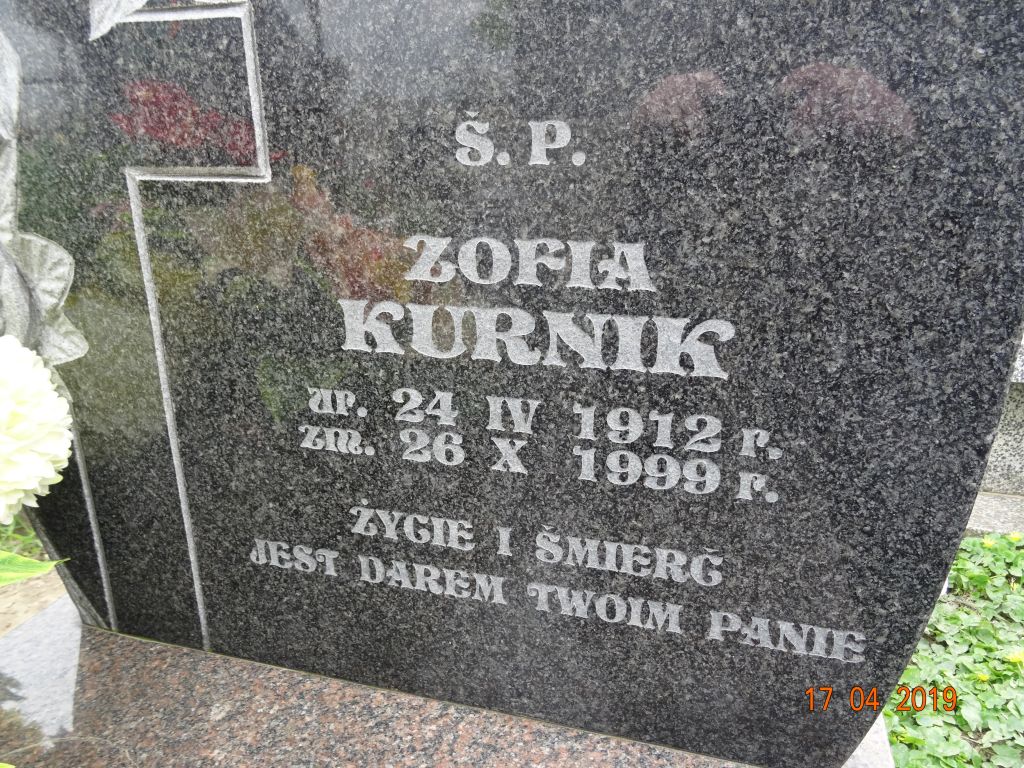 Ś. P.
ZOFIA
KURNIK
ur. 24 IV 1912 r.
zm. 26 X 1999 r.
ŻYCIE I ŚMIERĆ
JEST DAREM TWOIM PANIE
17 04 2019